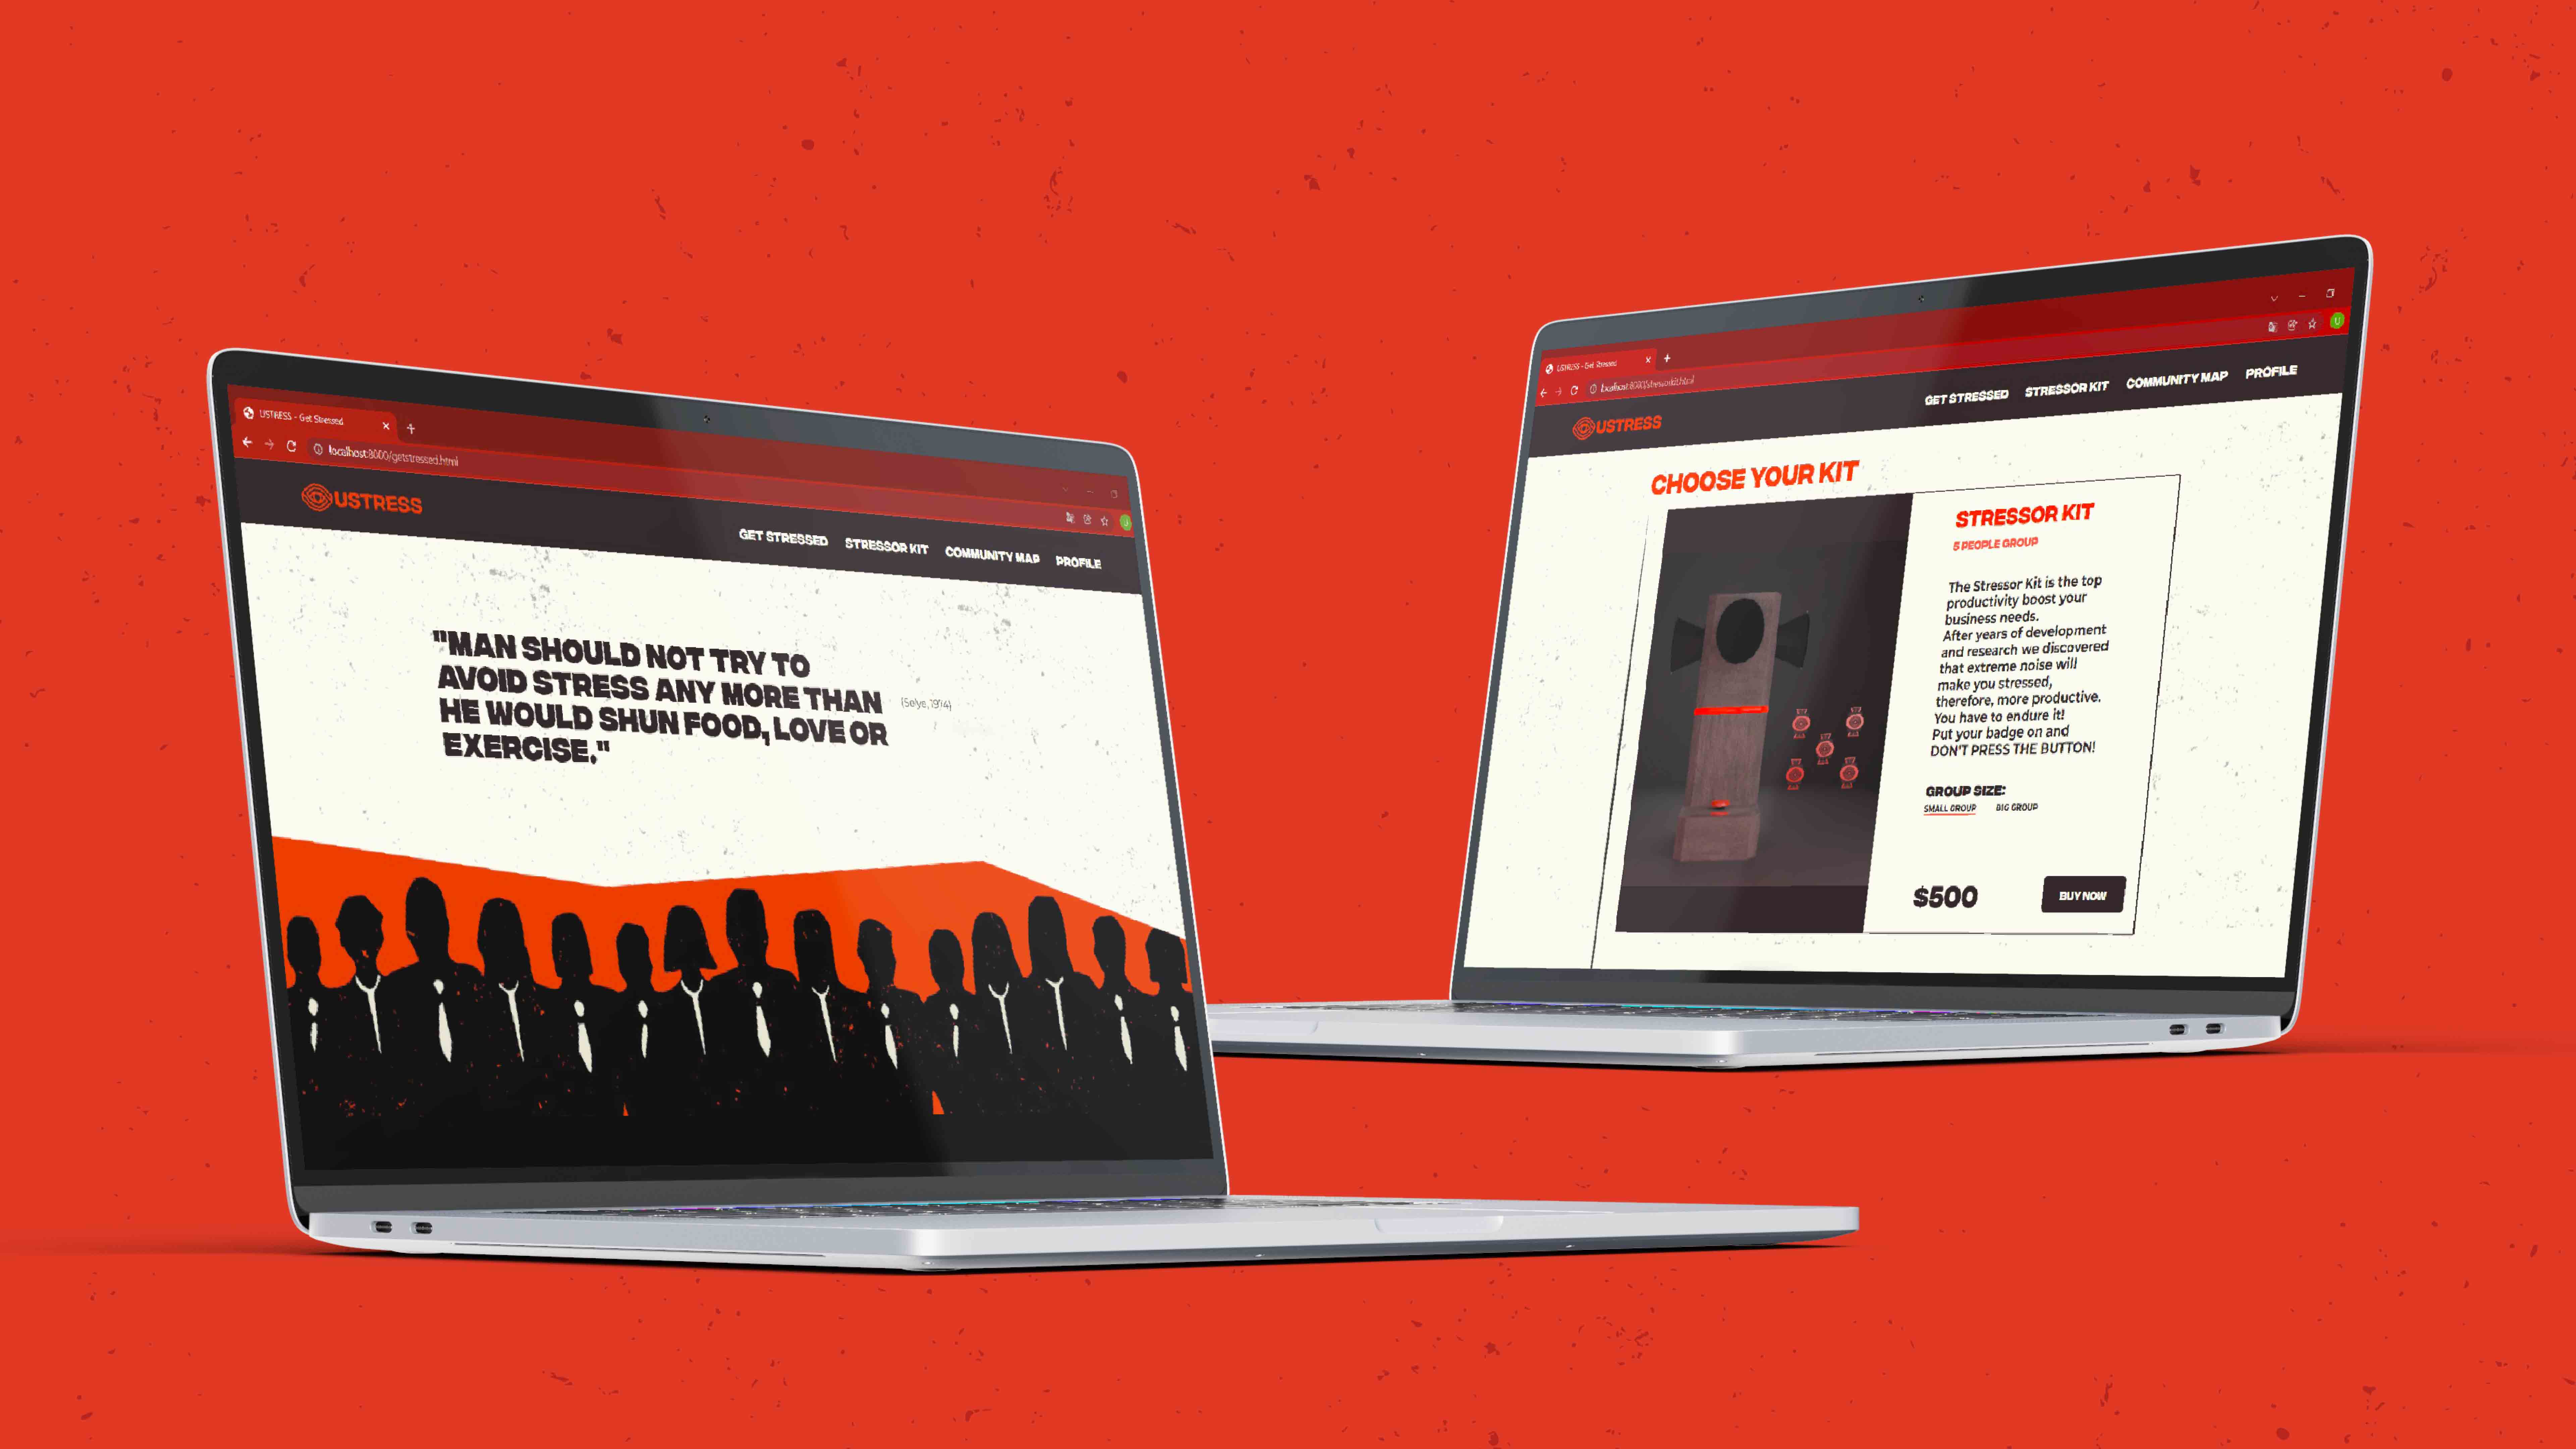 USTRESS - Get Stressed
localhost:8000/getstressed.html
USTRESS
GET STRESSED STRESSOR KIT COMMUNITY MAP PROFILE
"MAN SHOULD NOT TRY TO
AVOID STRESS ANY MORE THAN
HE WOULD SHUN FOOD, LOVE OR
EXERCISE."
(Selye, 1974)
USTRESS - Get Stressed
localhost:8000/stressorkit.html
USTRESS
GET STRESSED STRESSOR KIT COMMUNITY MAP PROFILE
CHOOSE YOUR KIT
STRESSOR KIT
5 PEOPLE GROUP
The Stressor Kit is the top
productivity boost your
business needs.
After years of development
and research we discovered
that extreme noise will
make you stressed,
therefore, more productive.
You have to endure it!
Put your badge on and
DON'T PRESS THE BUTTON!
GROUP SIZE:
SMALL GROUP BIG GROUP
$500
BUY NOW